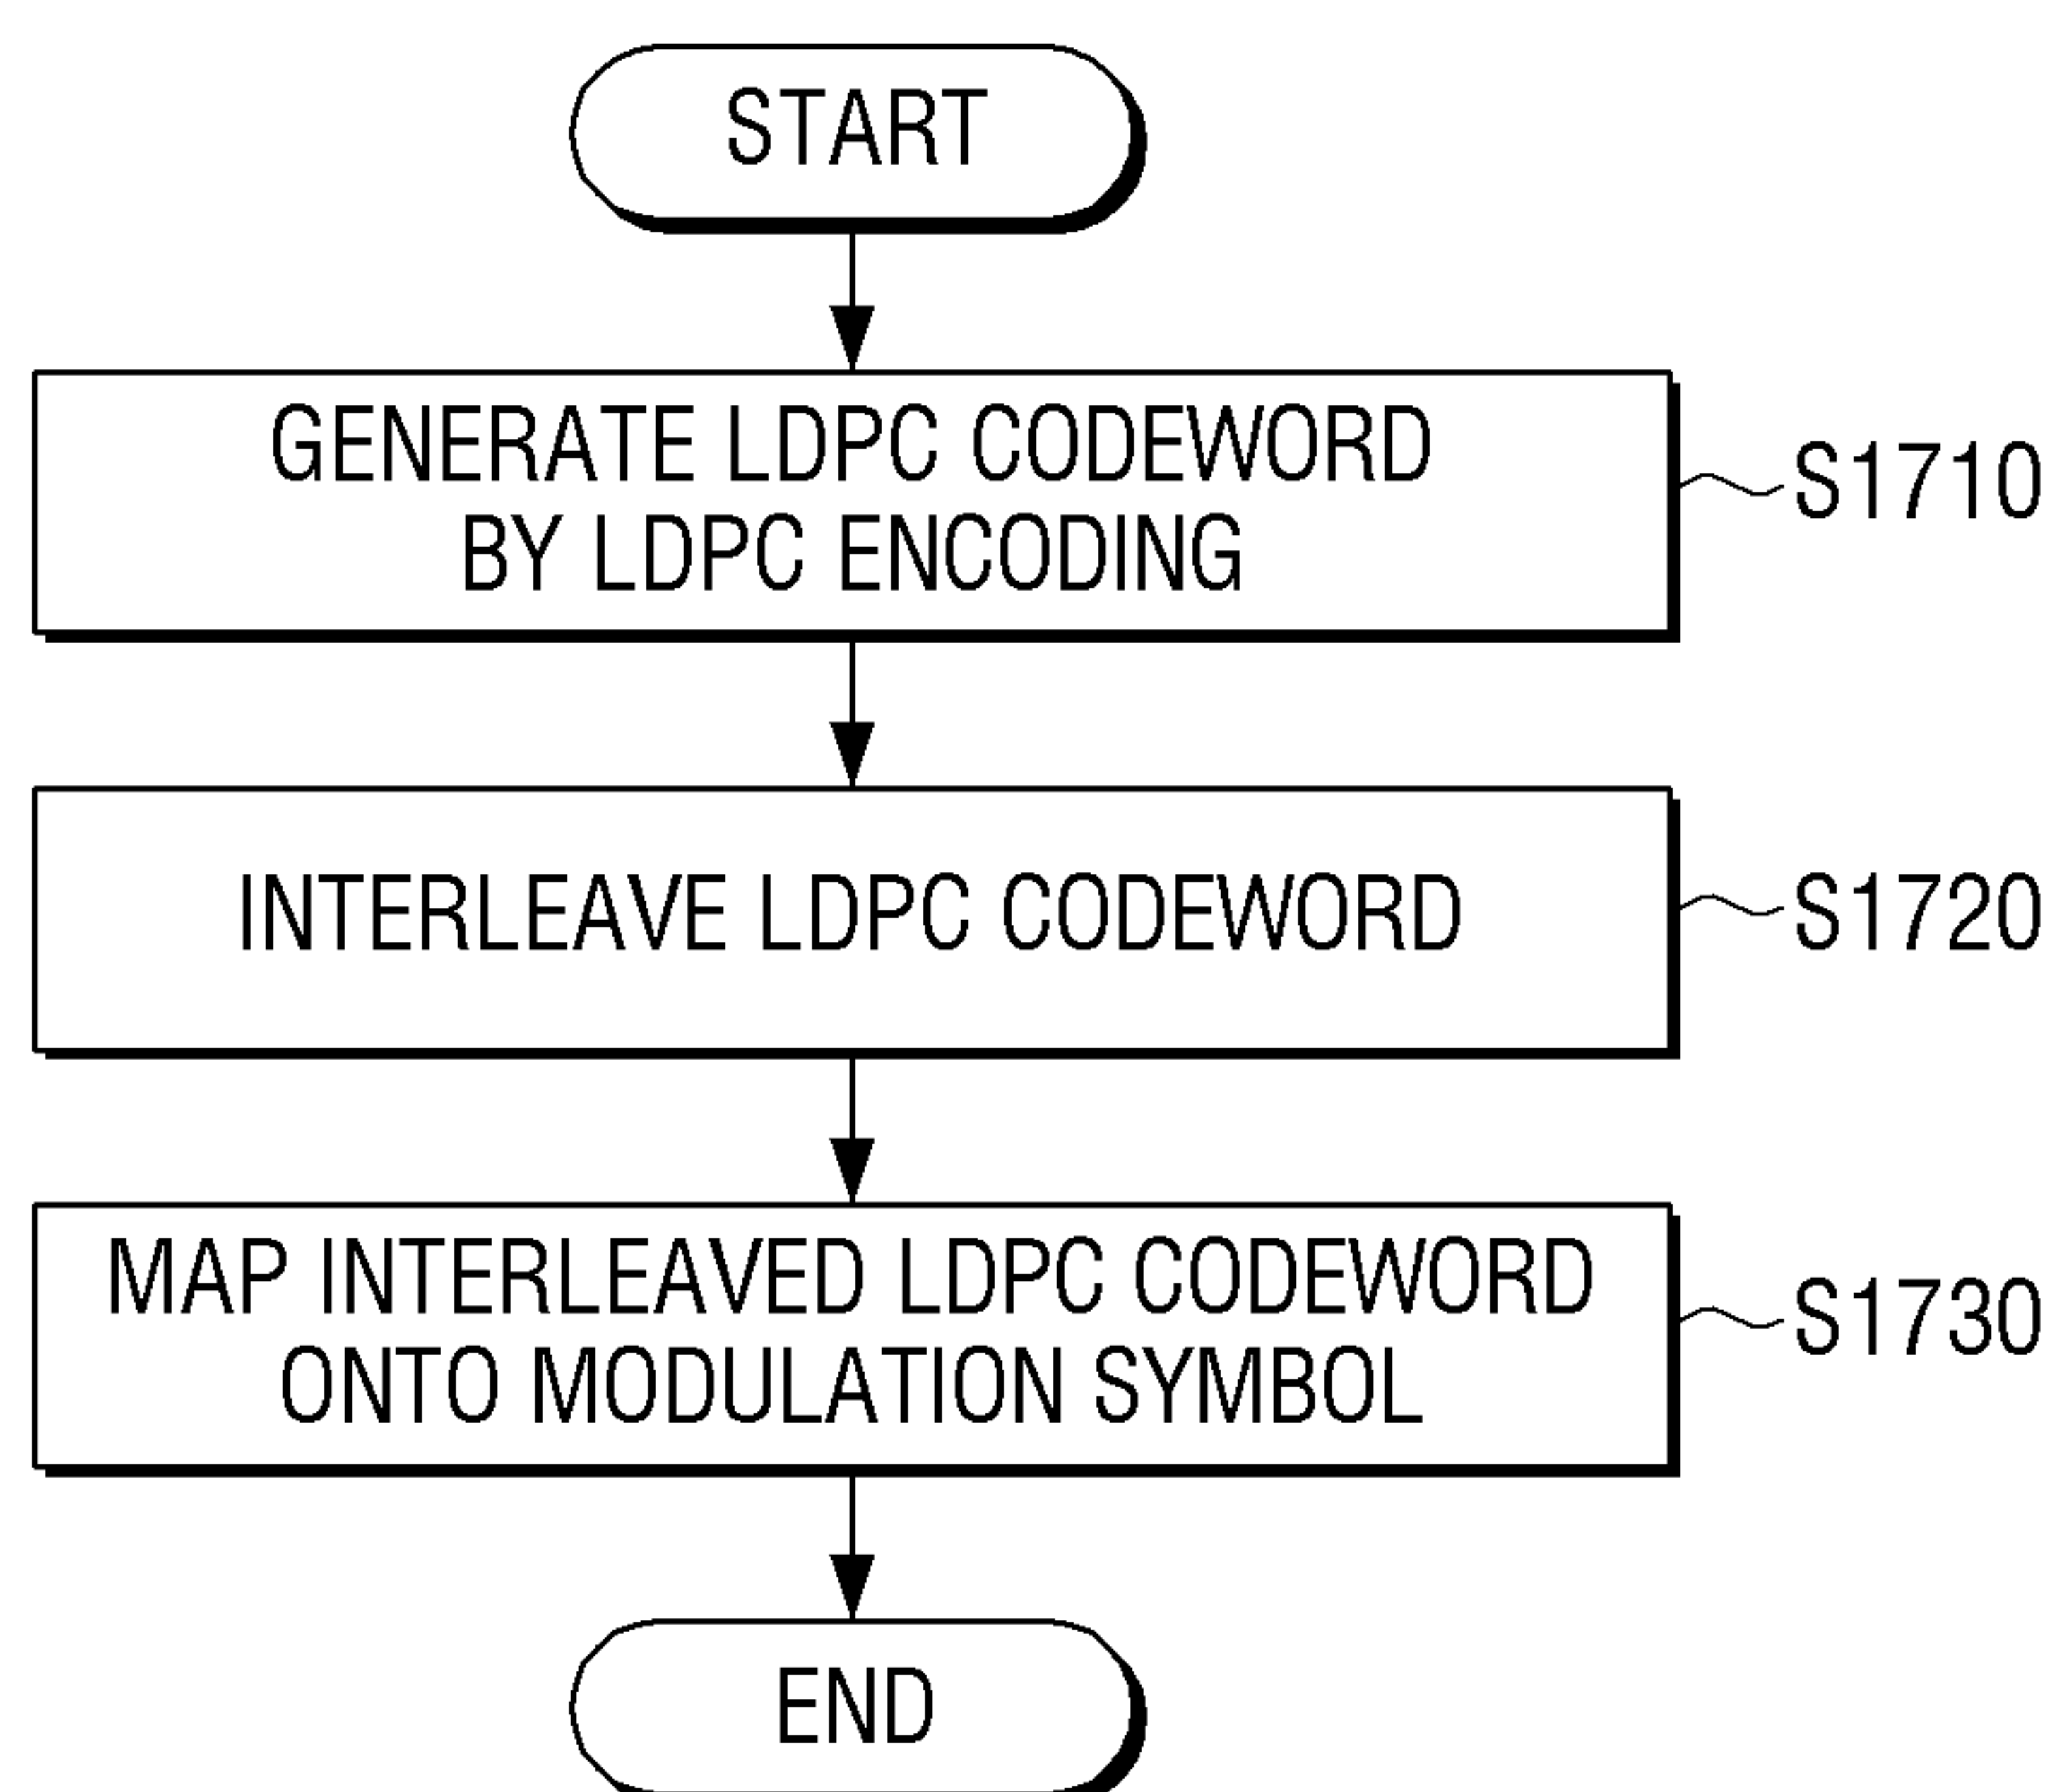 START
GENERATE LDPC CODEWORD
BY LDPC ENCODING
S1710
INTERLEAVE LDPC CODEWORD
S1720
MAP INTERLEAVED LDPC CODEWORD
ONTO MODULATION SYMBOL
S1730
END